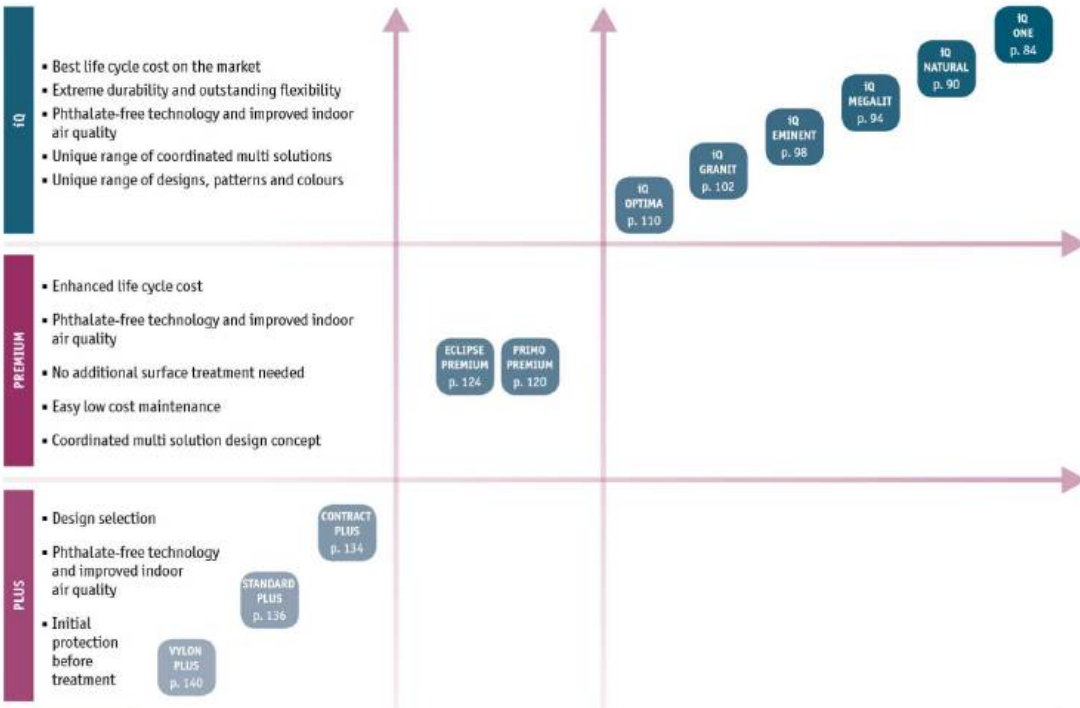 iQ
▪ Best life cycle cost on the market
▪ Extreme durability and outstanding flexibility
▪ Phthalate-free technology and improved indoor
air quality
▪ Unique range of coordinated multi solutions
▪ Unique range of designs, patterns and colours
iQ
ONE
p. 84
iQ
NATURAL
p. 90
iQ
MEGALIT
p. 94
iQ
EMINENT
p. 98
iQ
GRANIT
p. 102
iQ
OPTIMA
p. 110
PREMIUM
▪ Enhanced life cycle cost
▪ Phthalate-free technology and improved indoor
air quality
▪ No additional surface treatment needed
▪ Easy low cost maintenance
▪ Coordinated multi solution design concept
ECLIPSE
PREMIUM
p. 124
PRIMO
PREMIUM
p. 120
PLUS
▪ Design selection
▪ Phthalate-free technology
and improved indoor
air quality
▪ Initial
protection
before
treatment
CONTRACT
PLUS
p. 134
STANDARD
PLUS
p. 136
VYLON
PLUS
p. 140